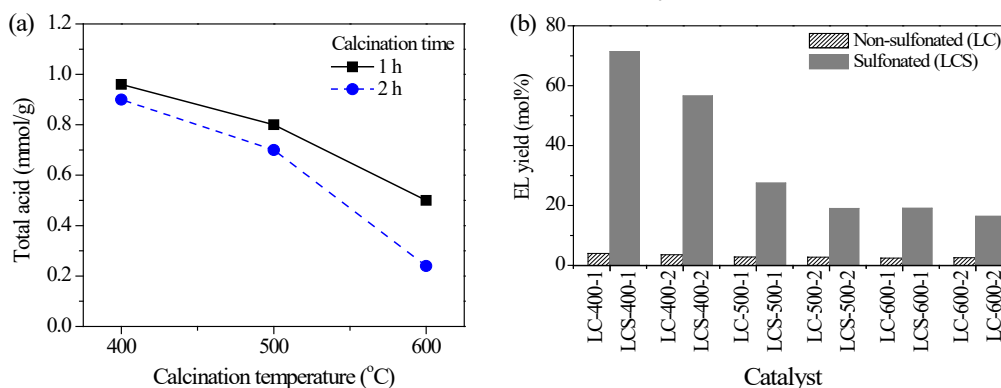 (a)
1.2
1.0
0.8
0.6
0.4
0.2
0.0
Total acid (mmol/g)
Calcination time
1 h
2 h
400
500
600
Calcination temperature (°C)
(b)
80
60
40
20
0
EL yield (mol%)
Non-sulfonated (LC)
Sulfonated (LCS)
LC-400-1
LCS-400-1
LC-400-2
LCS-400-2
LC-500-1
LCS-500-1
LC-500-2
LCS-500-2
LC-600-1
LCS-600-1
LC-600-2
LCS-600-2
Catalyst